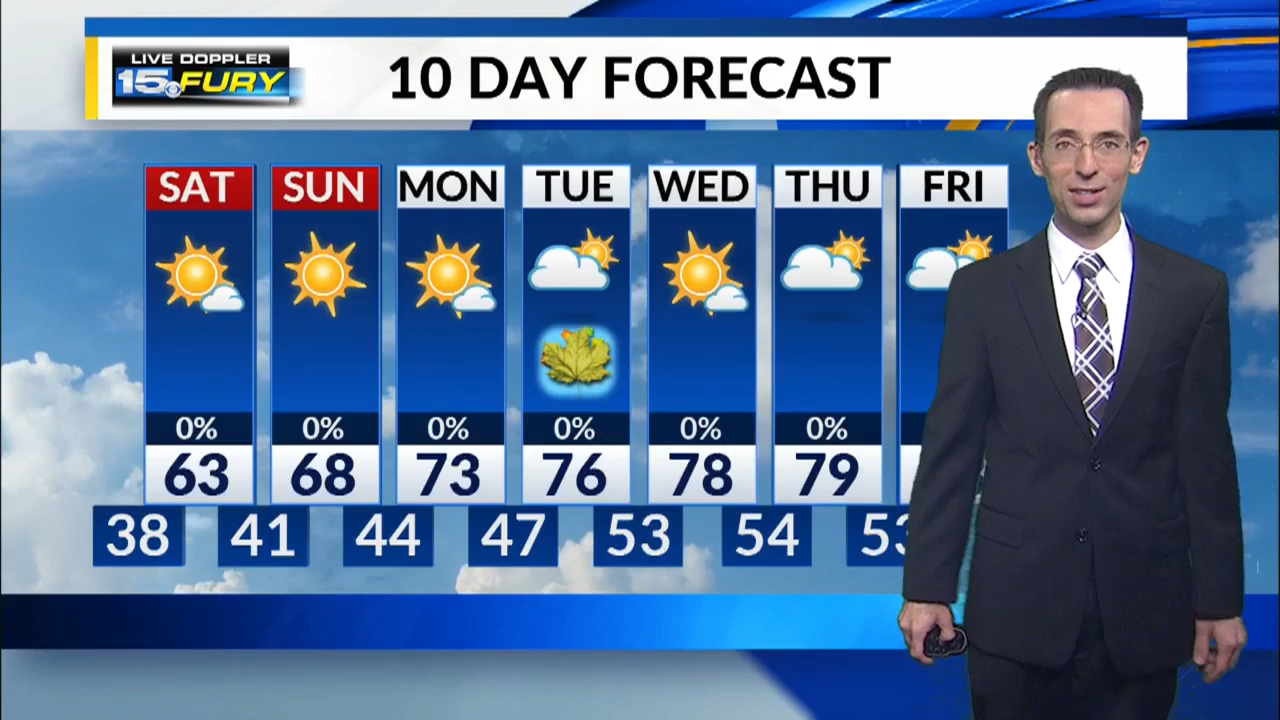 LIVE DOPPLER
15 FURY
10 DAY FORECAST
SAT SUN MON TUE WED THU FRI
0% 0% 0% 0% 0% 0%
63 68 73 76 78 79
38 41 44 47 53 54 53